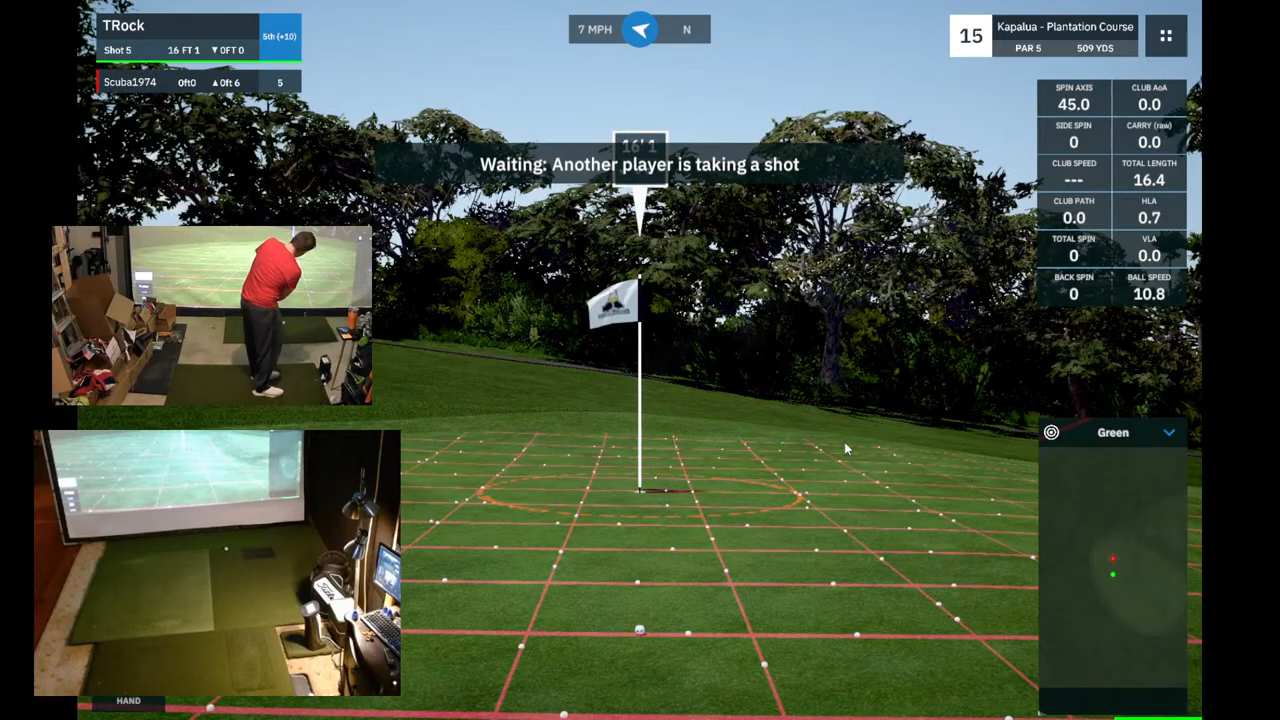 TRock
5th (+10)
Shot 5 16 FT 1 ▼0FT 0
Scuba1974 0ft0 ▲0ft 6 5
7 MPH N
15
Kapalua - Plantation Course
PAR 5 509 YDS
16' 1
Waiting: Another player is taking a shot
SPIN AXIS CLUB AoA
45.0 0.0
SIDE SPIN CARRY (raw)
0 0.0
CLUB SPEED TOTAL LENGTH
--- 16.4
CLUB PATH HLA
0.0 0.7
TOTAL SPIN VLA
0 0.0
BACK SPIN BALL SPEED
0 10.8
Green
HAND